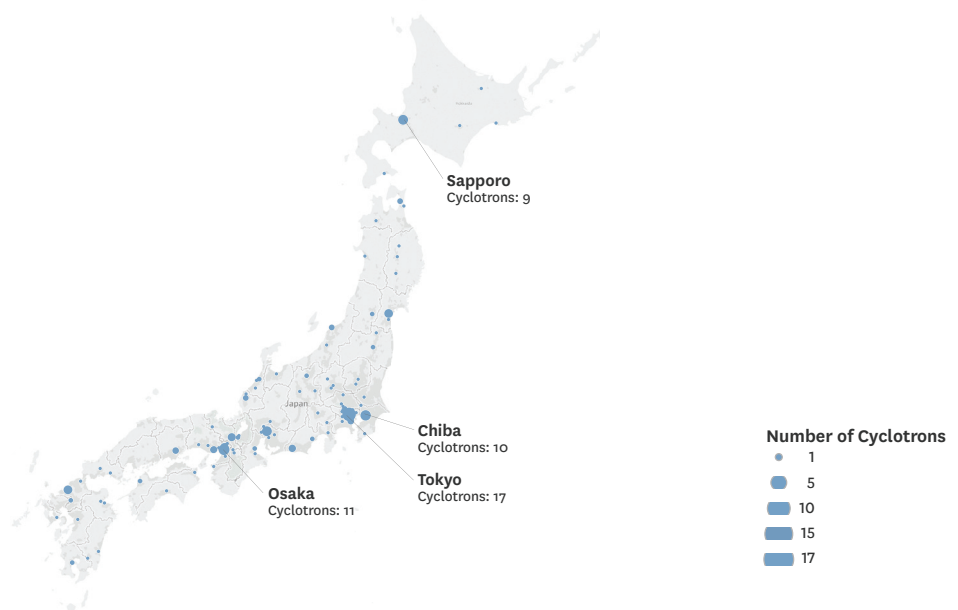 Sapporo
Cyclotrons: 9
Japan
Chiba
Cyclotrons: 10
Tokyo
Cyclotrons: 17
Osaka
Cyclotrons: 11
Number of Cyclotrons
1
5
10
15
17